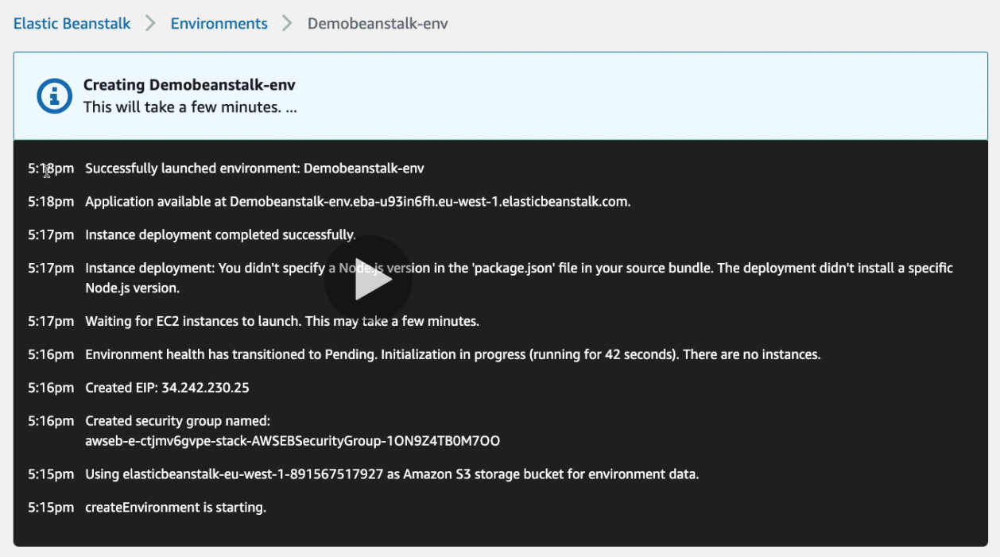 Elastic Beanstalk > Environments > Demobeanstalk-env
Creating Demobeanstalk-env
This will take a few minutes. ...
5:18pm Successfully launched environment: Demobeanstalk-env
5:18pm Application available at Demobeanstalk-env.eba-u93in6fh.eu-west-1.elasticbeanstalk.com.
5:17pm Instance deployment completed successfully.
5:17pm Instance deployment: You didn't specify a Node.js version in the 'package.json' file in your source bundle. The deployment didn't install a specific
Node.js version.
5:17pm Waiting for EC2 instances to launch. This may take a few minutes.
5:16pm Environment health has transitioned to Pending. Initialization in progress (running for 42 seconds). There are no instances.
5:16pm Created EIP: 34.242.230.25
5:16pm Created security group named:
awseb-e-ctjmv6gvpe-stack-AWSEBSecurityGroup-1ON9Z4TB0M7OO
5:15pm Using elasticbeanstalk-eu-west-1-891567517927 as Amazon S3 storage bucket for environment data.
5:15pm createEnvironment is starting.